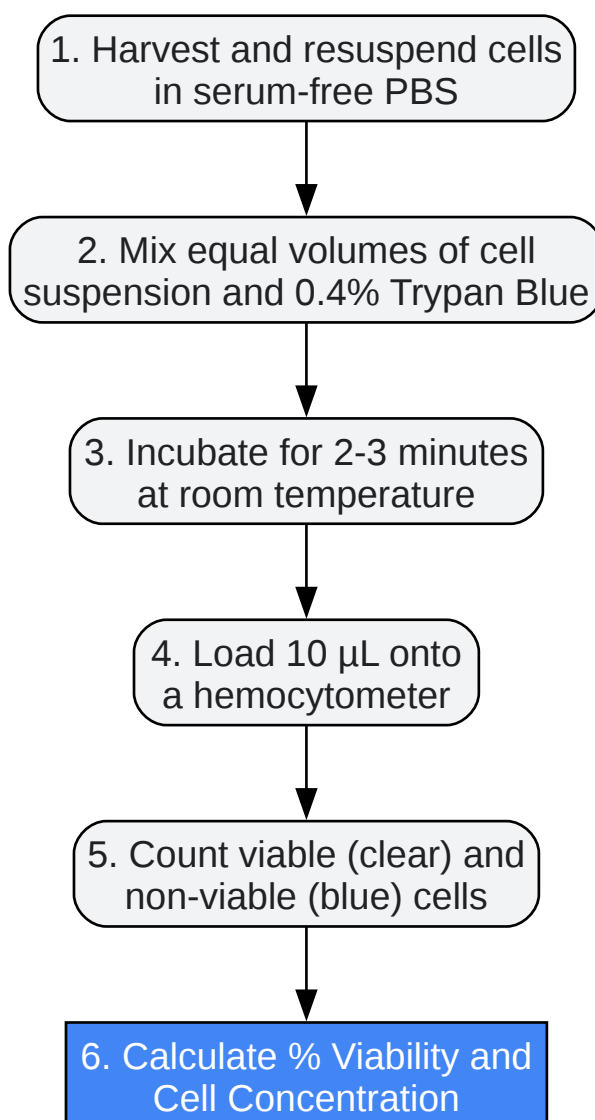 1. Harvest and resuspend cells
in serum-free PBS
2. Mix equal volumes of cell
suspension and 0.4% Trypan Blue
3. Incubate for 2-3 minutes
at room temperature
4. Load 10 µL onto
a hemocytometer
5. Count viable (clear) and
non-viable (blue) cells
6. Calculate % Viability and
Cell Concentration